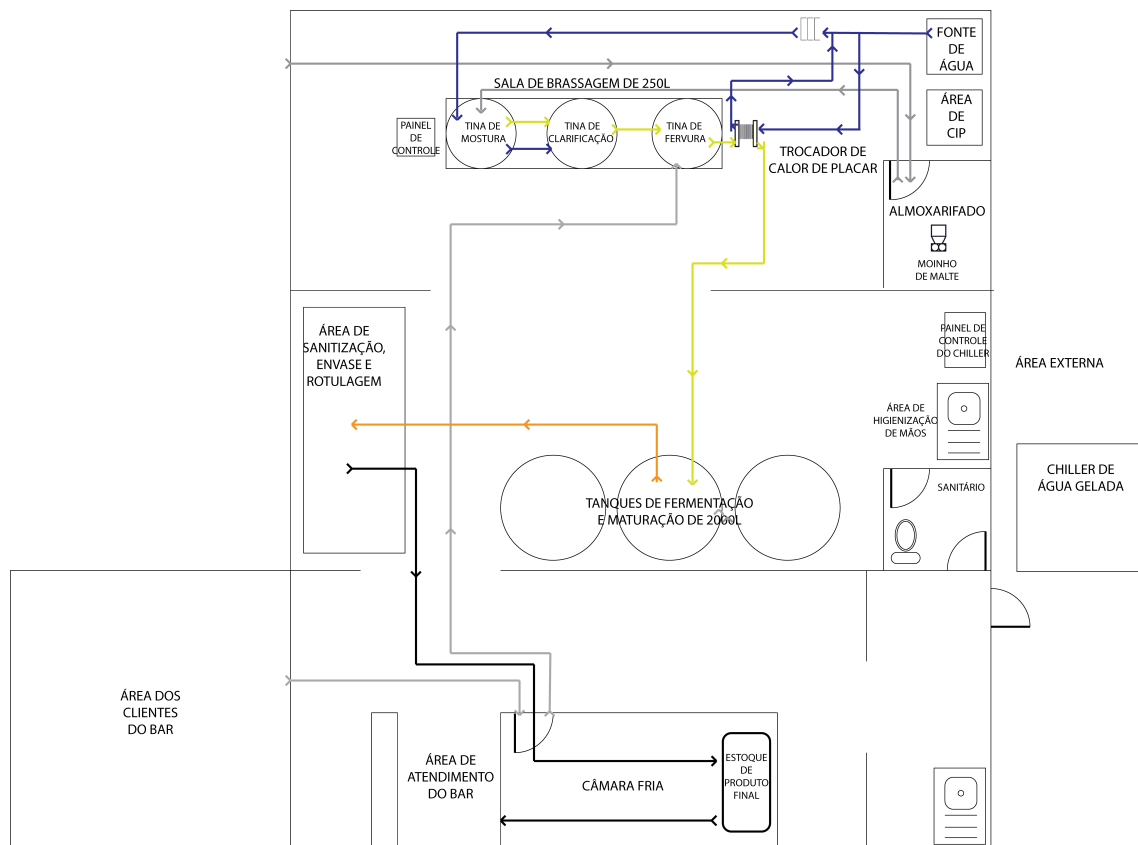 FONTE
DE
ÁGUA
SALA DE BRASSAGEM DE 250L
ÁREA
DE
CIP
PAINEL
DE
CONTROLE
TINA DE
MOSTURA
TINA DE
CLARIFICAÇÃO
TINA DE
FERVURA
TROCADOR DE
CALOR DE PLACAR
ALMOXARIFADO
MOINHO
DE MALTE
ÁREA DE
SANITIZAÇÃO,
ENVASE E
ROTULAGEM
PAINEL DE
CONTROLE
DO CHILLER
ÁREA EXTERNA
ÁREA DE
HIGIENIZAÇÃO
DE MÃOS
CHILLER DE
ÁGUA GELADA
SANITÁRIO
TANQUES DE FERMENTAÇÃO
E MATURAÇÃO DE 2000L
ÁREA DOS
CLIENTES
DO BAR
ÁREA DE
ATENDIMENTO
DO BAR
CÂMARA FRIA
ESTOQUE
DE
PRODUTO
FINAL